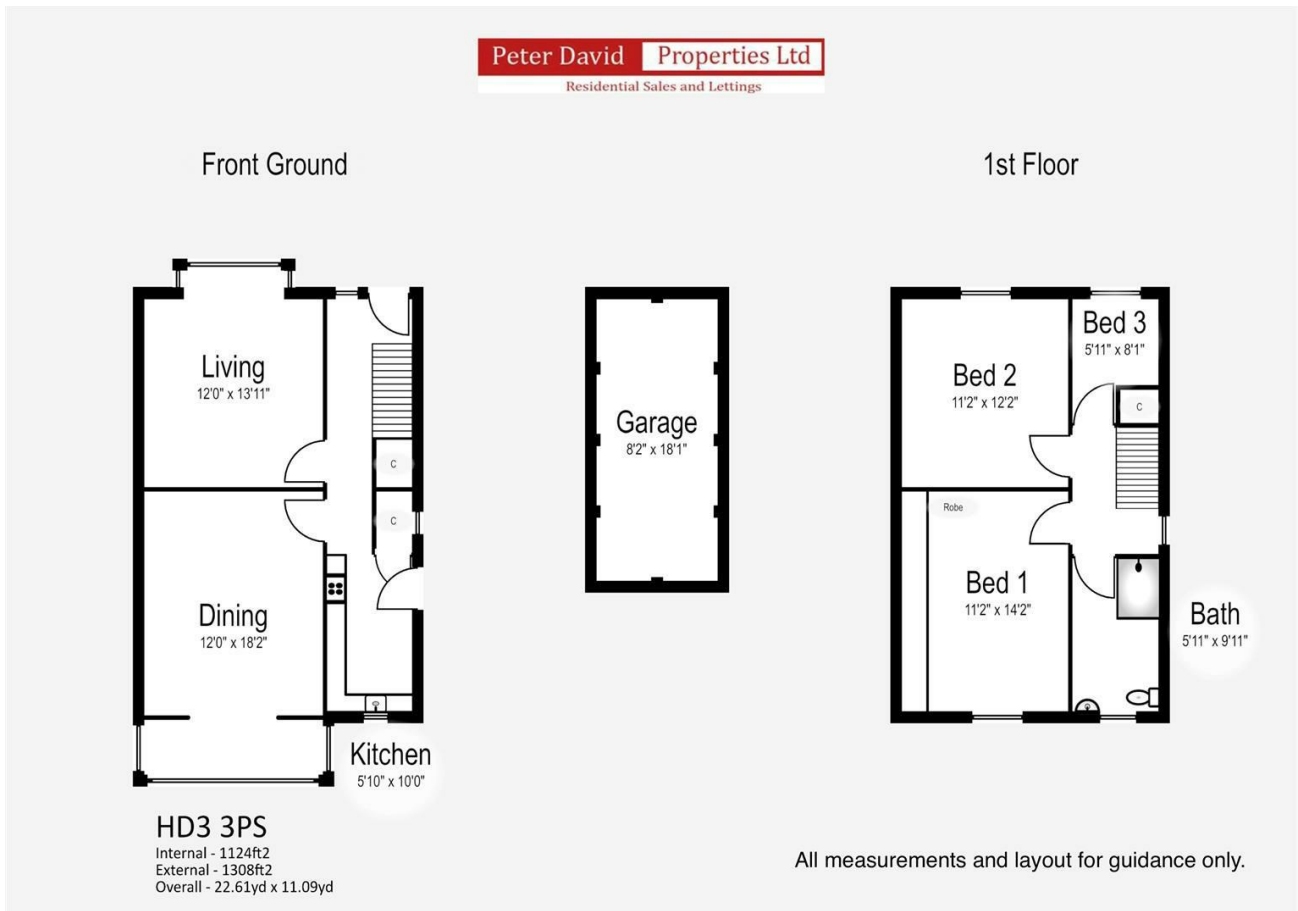 Peter David Properties Ltd
Residential Sales and Lettings
Front Ground
1st Floor
Living
12'0" x 13'11"
C
C
Dining
12'0" x 18'2"
Kitchen
5'10" x 10'0"
Garage
8'2" x 18'1"
Bed 3
5'11" x 8'1"
Bed 2
11'2" x 12'2"
C
Robe
Bed 1
11'2" x 14'2"
Bath
5'11" x 9'11"
HD3 3PS
Internal - 1124ft2
External - 1308ft2
Overall - 22.61yd x 11.09yd
All measurements and layout for guidance only.